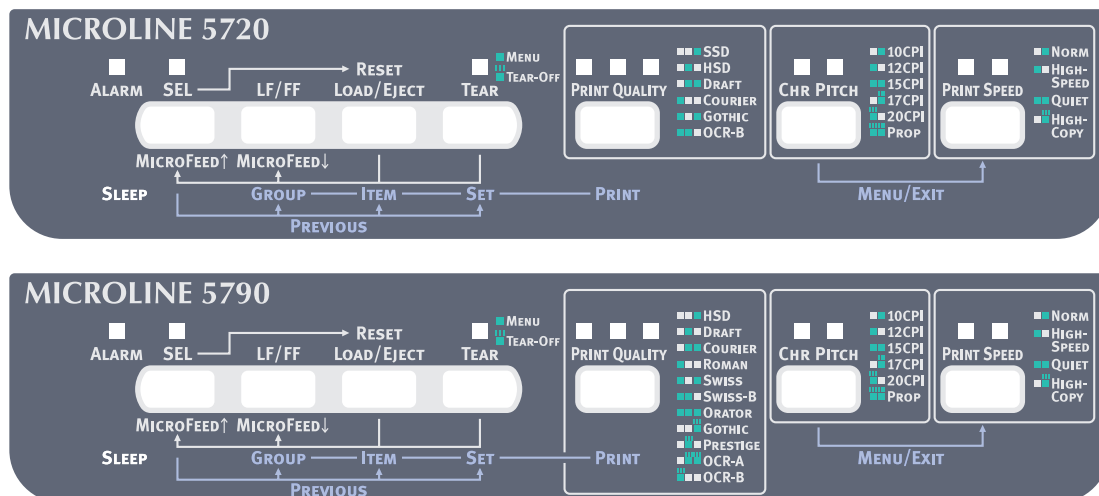 MICROLINE 5720
ALARM SEL RESET TEAR MENU TEAR-OFF
LF/FF LOAD/EJECT
MICROFEED↑ MICROFEED↓
SLEEP GROUP ITEM SET PRINT
PREVIOUS
PRINT QUALITY
SSD
HSD
DRAFT
COURIER
GOTHIC
OCR-B
CHR PITCH
10CPI
12CPI
15CPI
17CPI
20CPI
PROP
PRINT SPEED
NORM
HIGH-
SPEED
QUIET
HIGH-
COPY
MENU/EXIT
MICROLINE 5790
ALARM SEL RESET TEAR MENU TEAR-OFF
LF/FF LOAD/EJECT
MICROFEED↑ MICROFEED↓
SLEEP GROUP ITEM SET PRINT
PREVIOUS
PRINT QUALITY
HSD
DRAFT
COURIER
ROMAN
SWISS
SWISS-B
ORATOR
GOTHIC
PRESTIGE
OCR-A
OCR-B
CHR PITCH
10CPI
12CPI
15CPI
17CPI
20CPI
PROP
PRINT SPEED
NORM
HIGH-
SPEED
QUIET
HIGH-
COPY
MENU/EXIT